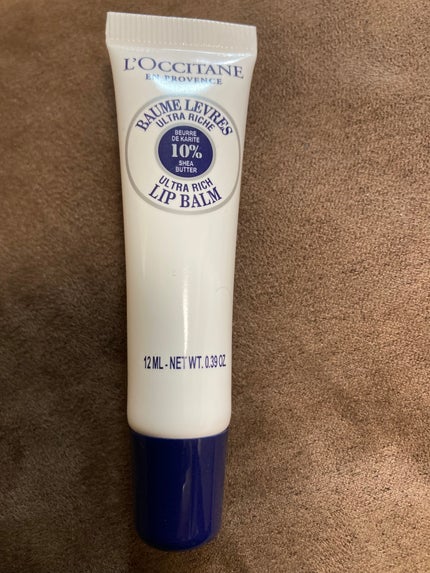 L'OCCITANE
EN PROVENCE
BAUME LEVRES
ULTRA RICHE
BEURRE
DE KARITE
10%
SHEA
BUTTER
ULTRA RICH
LIP BALM
12 ML - NET WT. 0.39 OZ